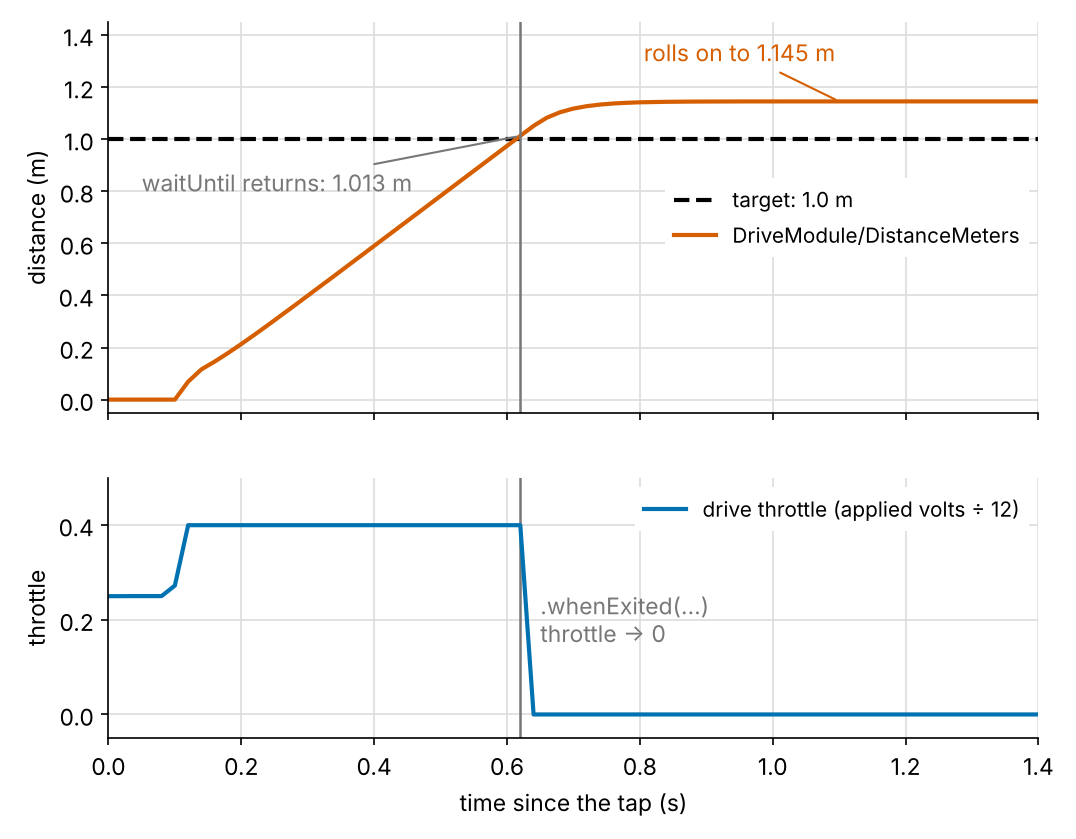 1.4
rolls on to 1.145 m
1.2
1.0
waitUntil returns: 1.013 m
0.8
target: 1.0 m
DriveModule/DistanceMeters
0.6
0.4
0.2
0.0
distance (m)
drive throttle (applied volts ÷ 12)
0.4
.whenExited(...)
throttle → 0
0.2
0.0
throttle
0.0 0.2 0.4 0.6 0.8 1.0 1.2 1.4
time since the tap (s)